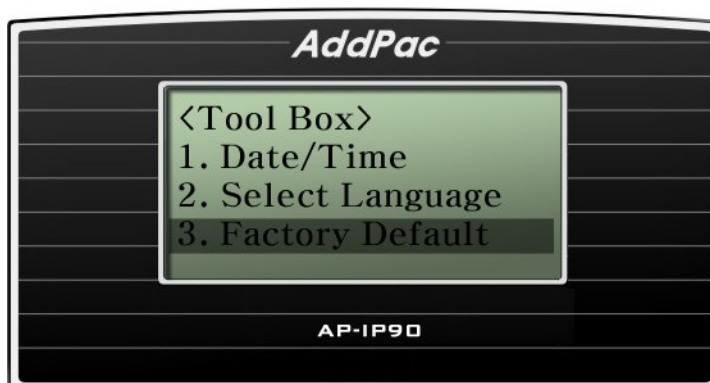 AddPac
<Tool Box>
1. Date/Time
2. Select Language
3. Factory Default
AP-IP90